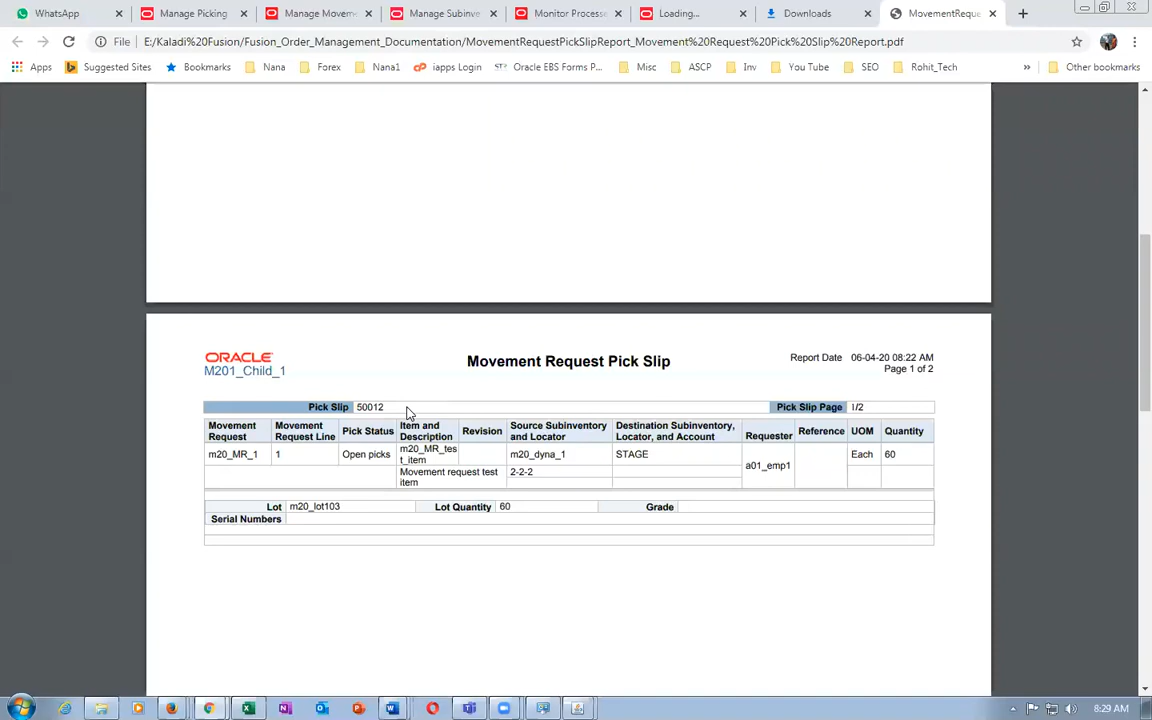 WhatsApp
Manage Picking
Manage Movem
Manage Subinve
Monitor Processe
Loading...
Downloads
MovementReque
File
E:/Kaladi%20Fusion/Fusion_Order_Management_Documentation/MovementRequestPickSlipReport_Movement%20Request%20Pick%20Slip%20Report.pdf
Apps
Suggested Sites
Bookmarks
Nana
Forex
Nana1
iapps Login
Oracle EBS Forms P...
Misc
ASCP
Inv
You Tube
SEO
Rohit_Tech
»
Other bookmarks
ORACLE
M201_Child_1
Movement Request Pick Slip
Report Date 06-04-20 08:22 AM
Page 1 of 2
Pick Slip 50012
Pick Slip Page 1/2
Movement Request
Movement Request Line
Pick Status
Item and Description
Revision
Source Subinventory and Locator
Destination Subinventory, Locator, and Account
Requester
Reference
UOM
Quantity
m20_MR_1
1
Open picks
m20_MR_tes
t_item
m20_dyna_1
STAGE
a01_emp1
Each
60
Movement request test
item
2-2-2
Lot m20_lot103
Lot Quantity 60
Grade
Serial Numbers
8:29 AM